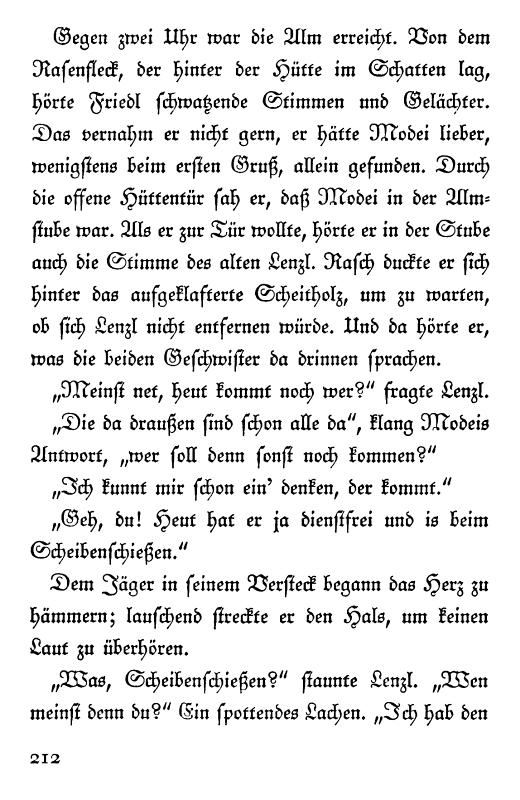 Gegen zwei Uhr war die Alm erreicht. Von dem
Rasenfleck, der hinter der Hütte im Schatten lag,
hörte Friedl schwatzende Stimmen und Gelächter.
Das vernahm er nicht gern, er hätte Modei lieber,
wenigstens beim ersten Gruß, allein gefunden. Durch
die offene Hüttentür sah er, daß Modei in der Alm-
stube war. Als er zur Tür wollte, hörte er in der Stube
auch die Stimme des alten Lenzl. Rasch duckte er sich
hinter das aufgeklafterte Scheitholz, um zu warten,
ob sich Lenzl nicht entfernen würde. Und da hörte er,
was die beiden Geschwister da drinnen sprachen.
„Meinst net, heut kommt noch wer?“ fragte Lenzl.
„Die da draußen sind schon alle da“, klang Modeis
Antwort, „wer soll denn sonst noch kommen?“
„Ich kunnt mir schon ein’ denken, der kommt.“
„Geh, du! Heut hat er ja dienstfrei und is beim
Scheibenschießen.“
Dem Jäger in seinem Versteck begann das Herz zu
hämmern; lauschend streckte er den Hals, um keinen
Laut zu überhören.
„Was, Scheibenschießen?“ staunte Lenzl. „Wen
meinst denn du?“ Ein spottendes Lachen. „Ich hab den
212